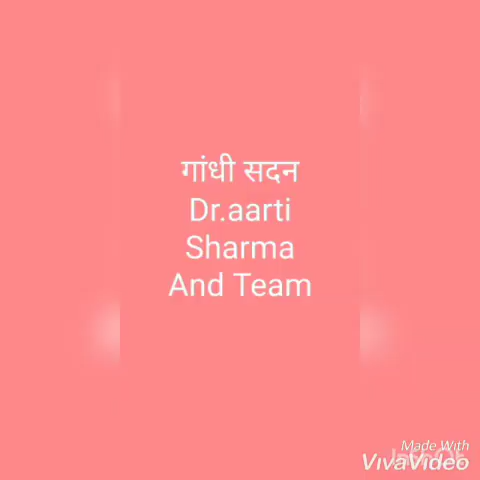 गांधी सदन
Dr.aarti
Sharma
And Team
Made With
VivaVideo